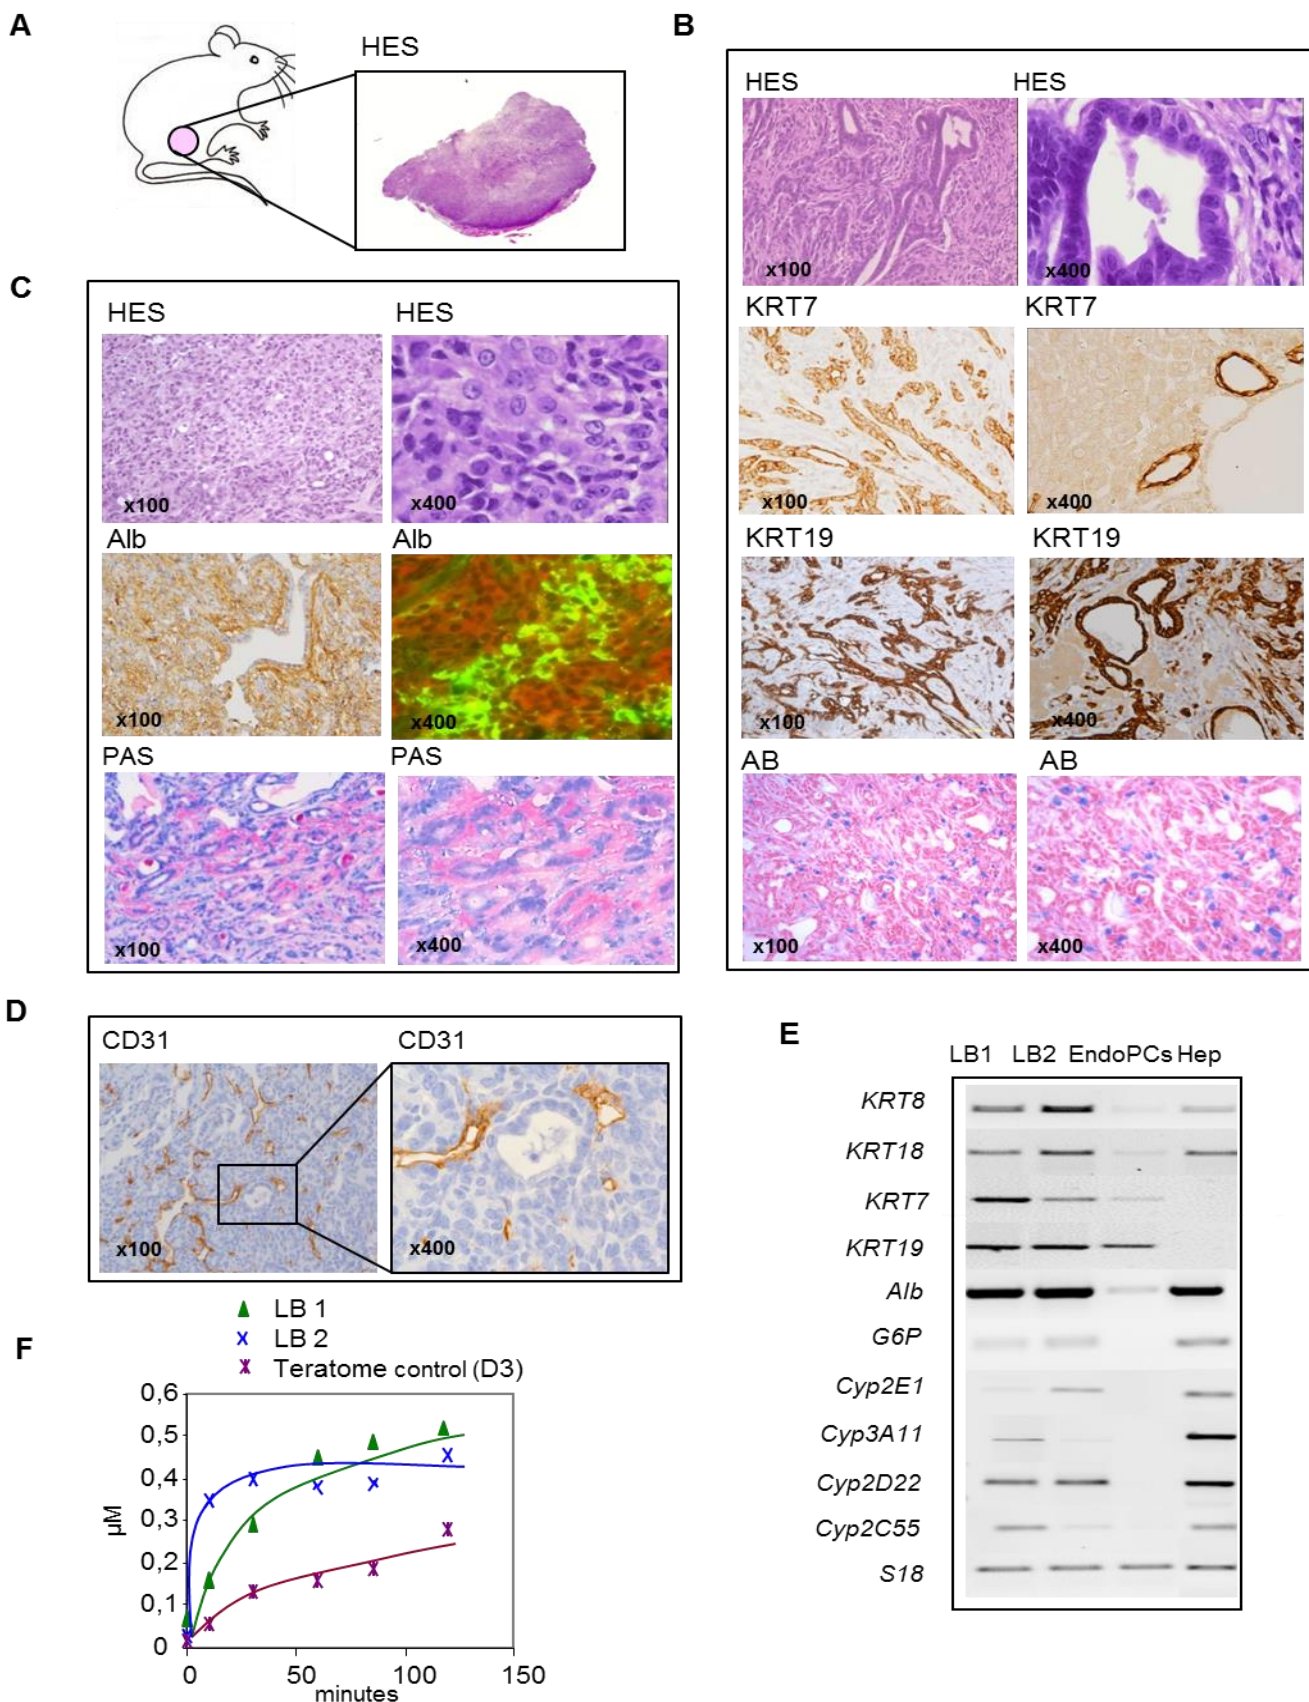 A
HES
B
HES HES
x100 x400
KRT7 KRT7
x100 x400
KRT19 KRT19
x100 x400
AB AB
x100 x400
C
HES HES
x100 x400
Alb Alb
x100 x400
PAS PAS
x100 x400
D
CD31 CD31
x100 x400
E
LB1 LB2 EndoPCs Hep
KRT8
KRT18
KRT7
KRT19
Alb
G6P
Cyp2E1
Cyp3A11
Cyp2D22
Cyp2C55
S18
F
LB 1
LB 2
Teratome control (D3)
0,6
0,5
0,4
0,3
0,2
0,1
0
µM
0 50 100 150
minutes